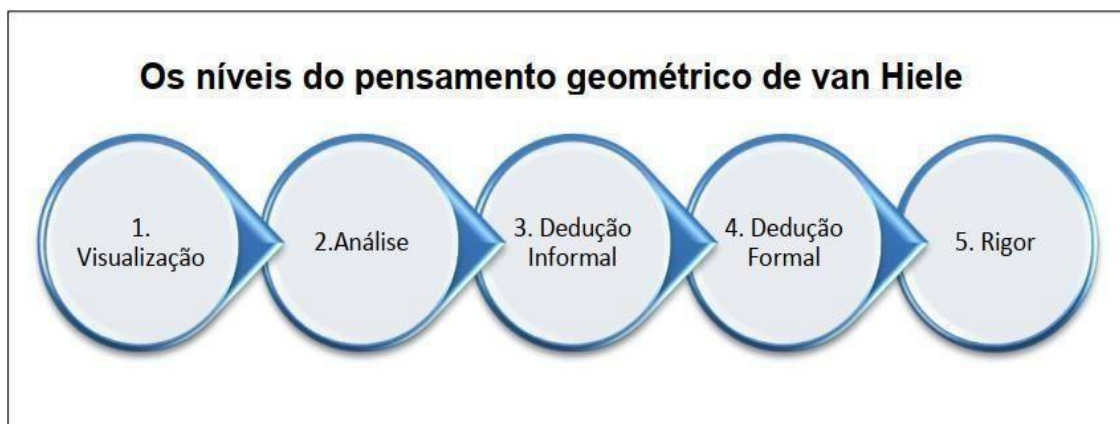 Os níveis do pensamento geométrico de van Hiele
1.
Visualização
2.Análise
3. Dedução
Informal
4. Dedução
Formal
5. Rigor